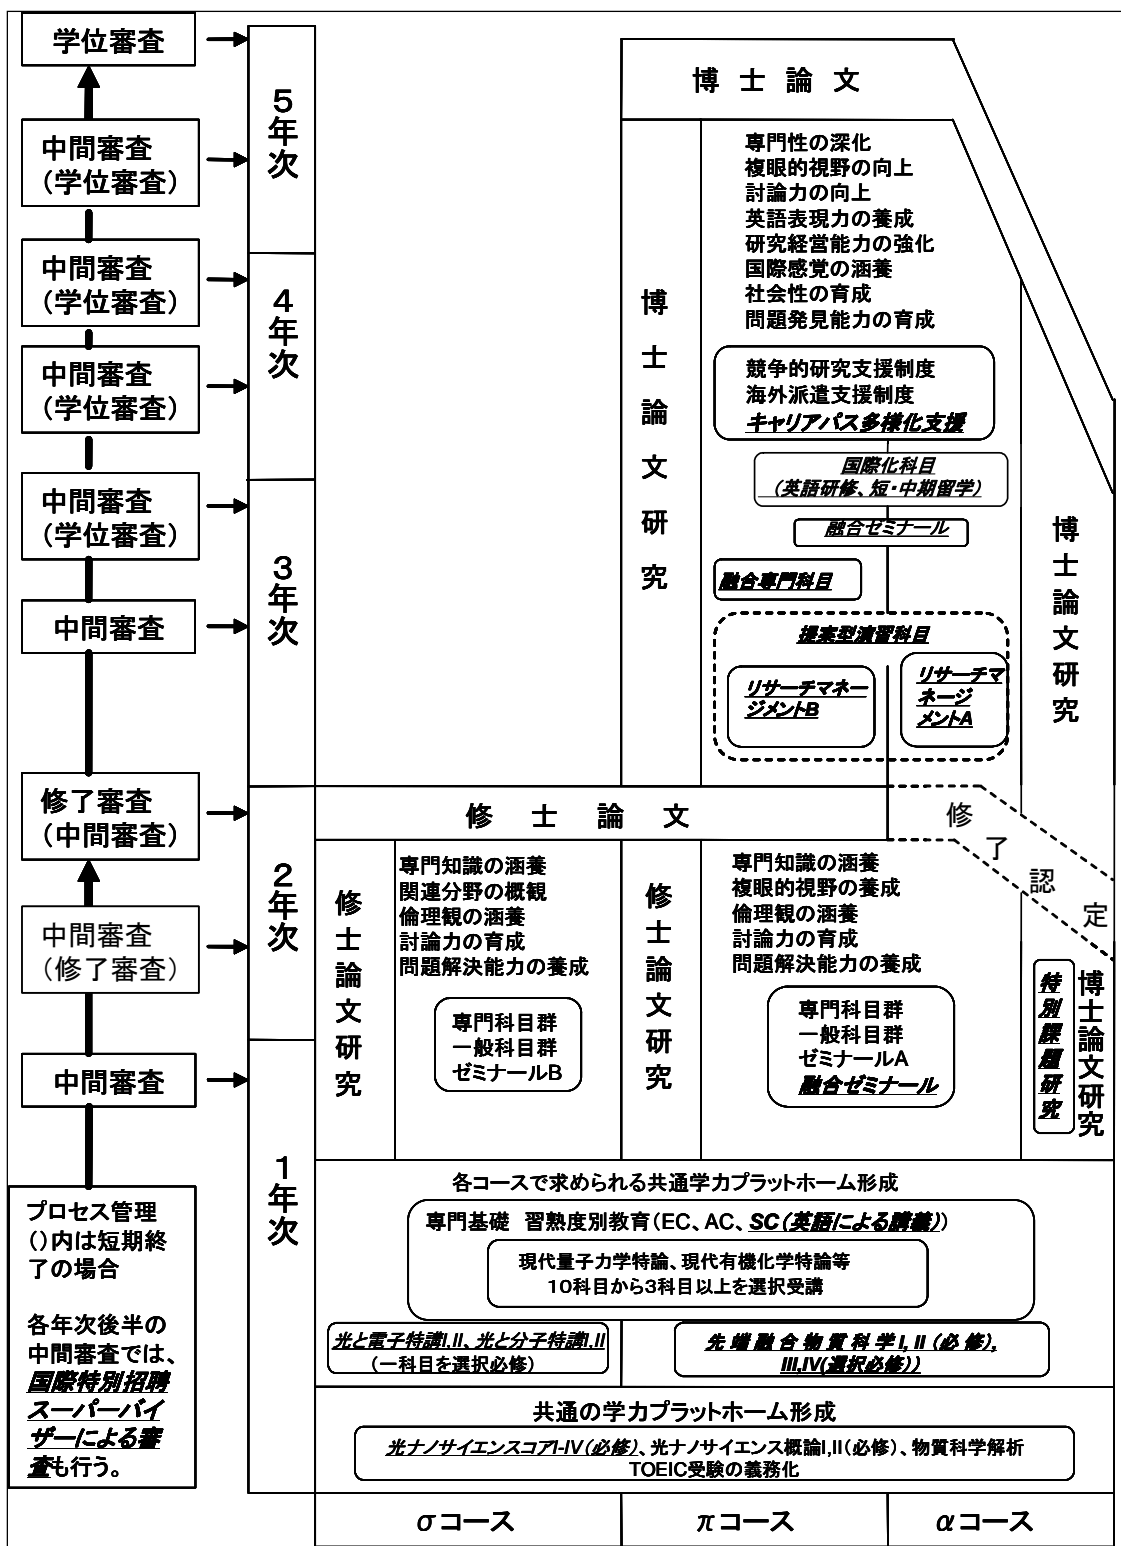 学位審査
中間審査
(学位審査)
中間審査
(学位審査)
中間審査
(学位審査)
中間審査
(学位審査)
中間審査
修了審査
(中間審査)
中間審査
(修了審査)
中間審査
プロセス管理
()内は短期終
了の場合
各年次後半の
中間審査では、
国際特別招聘
スーパーバイ
ザーによる審
査も行う。
5年次
4年次
3年次
2年次
1年次
博士論文
博士論文研究
専門性の深化
複眼的視野の向上
討論力の向上
英語表現力の養成
研究経営能力の強化
国際感覚の涵養
社会性の育成
問題発見能力の育成
競争的研究支援制度
海外派遣支援制度
キャリアパス多様化支援
国際化科目
(英語研修、短・中期留学)
融合ゼミナール
融合専門科目
提案型演習科目
リサーチマネー
ジメントB
リサーチマ
ネージ
メントA
博士論文研究
修士論文
修了認定
修士論文研究
専門知識の涵養
関連分野の概観
倫理観の涵養
討論力の育成
問題解決能力の養成
専門科目群
一般科目群
ゼミナールB
修士論文研究
専門知識の涵養
複眼的視野の養成
倫理観の涵養
討論力の育成
問題解決能力の養成
専門科目群
一般科目群
ゼミナールA
融合ゼミナール
特別課題研究
博士論文研究
各コースで求められる共通学力プラットホーム形成
専門基礎 習熟度別教育(EC、AC、SC(英語による講義))
現代量子力学特論、現代有機化学特論等
10科目から3科目以上を選択受講
光と電子特講I,II、光と分子特講I,II
(一科目を選択必修)
先端融合物質科学I, II(必修),
III,IV(選択必修))
共通の学力プラットホーム形成
光ナノサイエンスコアI-IV(必修)、光ナノサイエンス概論I,II(必修)、物質科学解析
TOEIC受験の義務化
σコース
πコース
αコース